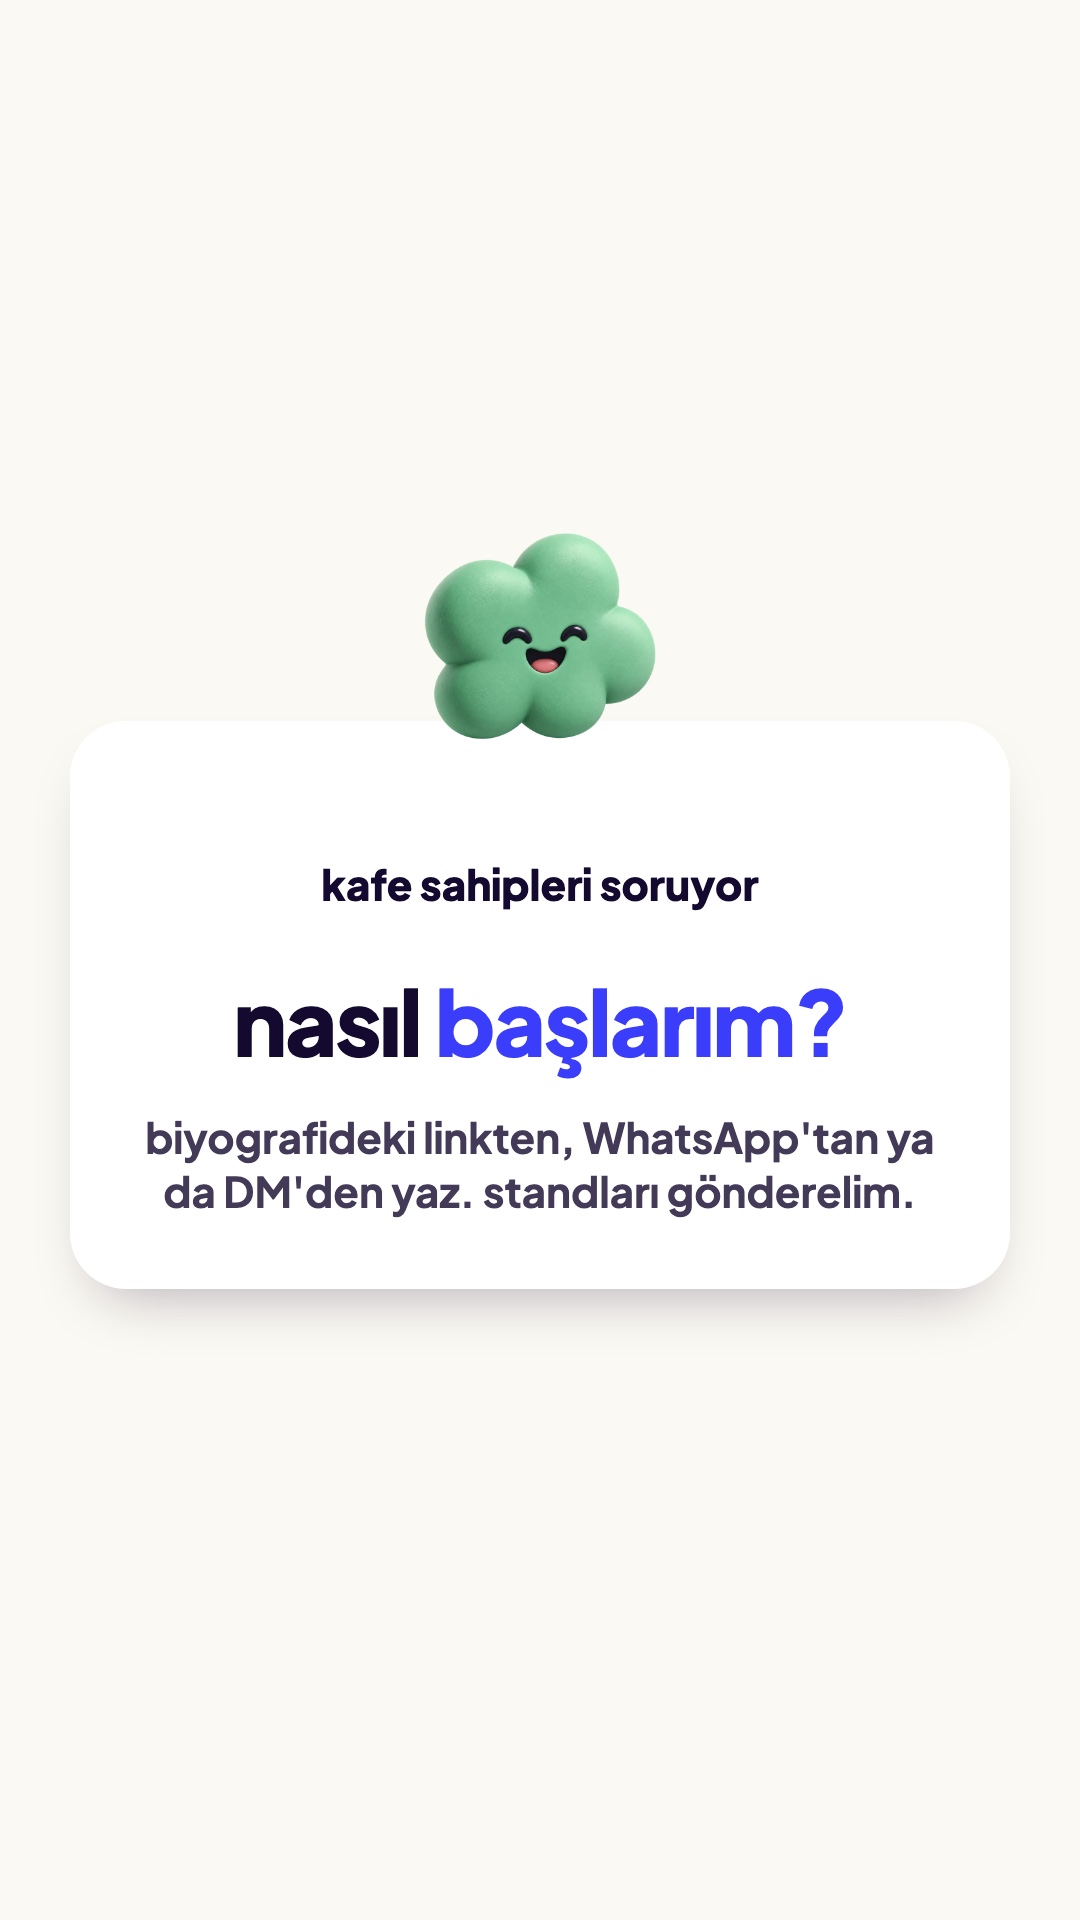 kafe sahipleri soruyor
nasıl başlarım?
biyografideki linkten, WhatsApp'tan ya
da DM'den yaz. standları gönderelim.